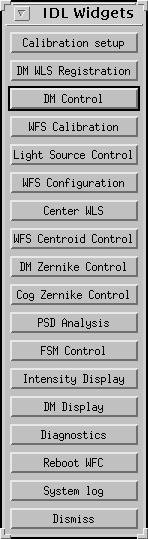 IDL Widgets
Calibration setup
DM WLS Registration
DM Control
WFS Calibration
Light Source Control
WFS Configuration
Center WLS
WFS Centroid Control
DM Zernike Control
Cog Zernike Control
PSD Analysis
FSM Control
Intensity Display
DM Display
Diagnostics
Reboot WFC
System log
Dismiss